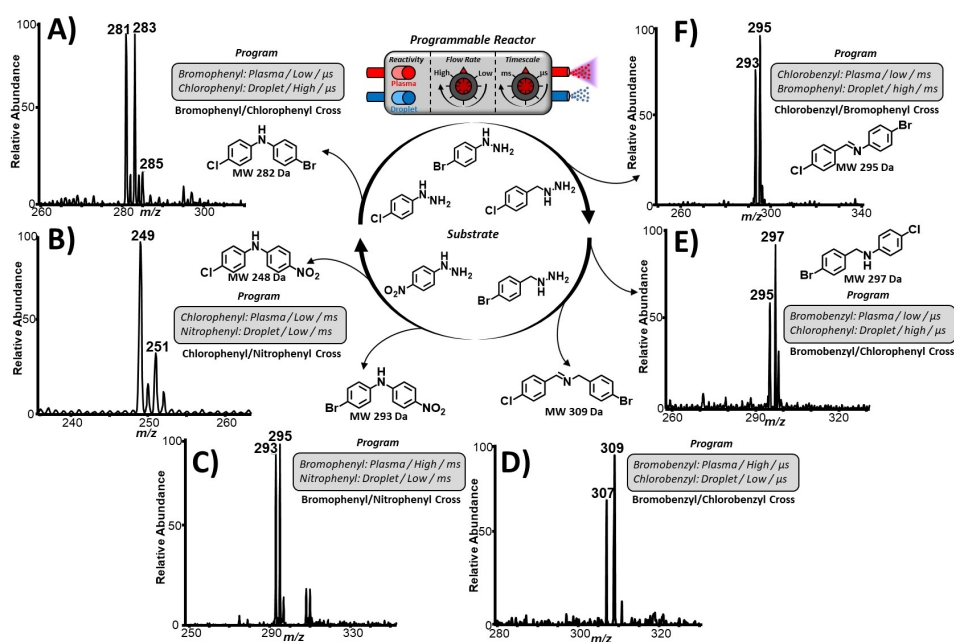 A)
281
283
285
Relative Abundance
100
50
0
260
280
300
m/z
Program
Bromophenyl: Plasma / Low / µs
Chlorophenyl: Droplet / High / µs
Bromophenyl/Chlorophenyl Cross
H
N
Cl
Br
MW 282 Da
Programmable Reactor
Reactivity
Plasma
Droplet
Flow Rate
High
Low
Timescale
ms
µs
F)
295
293
Relative Abundance
100
50
0
260
280
300
340
m/z
Program
Chlorobenzyl: Plasma / low / ms
Bromophenyl: Droplet / high / ms
Chlorobenzyl/Bromophenyl Cross
Br
N
Cl
MW 295 Da
H
N
NH2
Br
H
N
NH2
Cl
NH2
N
H
Cl
Substrate
H
N
NH2
O2N
NH2
N
H
Br
B)
249
251
Relative Abundance
100
50
0
240
250
260
m/z
H
N
Cl
NO2
MW 248 Da
Program
Chlorophenyl: Plasma / Low / ms
Nitrophenyl: Droplet / Low / ms
Chlorophenyl/Nitrophenyl Cross
E)
297
295
Relative Abundance
100
50
0
260
280
300
320
m/z
Cl
N
H
Br
MW 297 Da
Program
Bromobenzyl: Plasma / low / µs
Chlorophenyl: Droplet / high / µs
Bromobenzyl/Chlorophenyl Cross
H
N
Br
NO2
MW 293 Da
N
Cl
Br
MW 309 Da
C)
293
295
Relative Abundance
100
50
0
250
290
330
m/z
Program
Bromophenyl: Plasma / High / ms
Nitrophenyl: Droplet / Low / ms
Bromophenyl/Nitrophenyl Cross
D)
309
307
Relative Abundance
100
50
0
280
300
320
m/z
Program
Bromobenzyl: Plasma / High / µs
Chlorobenzyl: Droplet / Low / µs
Bromobenzyl/Chlorobenzyl Cross